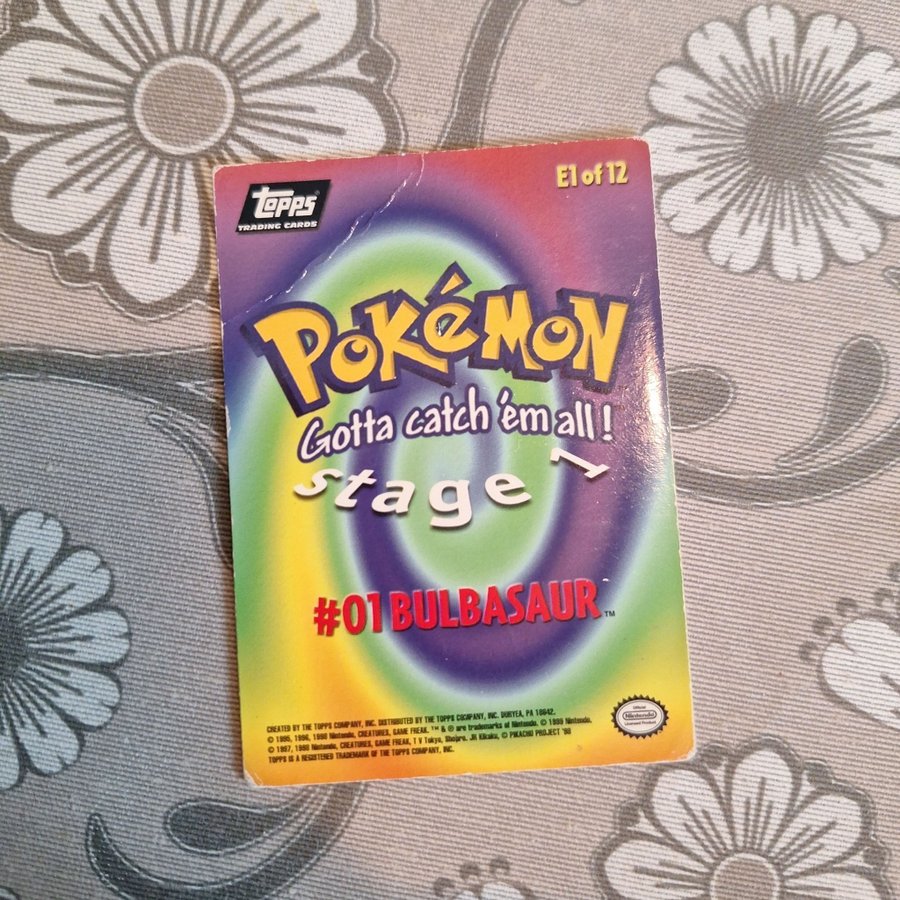 Topps
TRADING CARDS
E1 of 12
POKéMON
Gotta catch 'em all!
stage 1
#01 BULBASAUR™
CREATED BY THE TOPPS COMPANY, INC. DISTRIBUTED BY THE TOPPS COMPANY, INC. DURYEA, PA 18642.
© 1995, 1996, 1998 Nintendo, CREATURES, GAME FREAK. ™ & ® are trademarks of Nintendo. © 1999 Nintendo.
© 1997, 1998 Nintendo, CREATURES, GAME FREAK, T V Tokyo, Shopro, JR Kikaku, © PIKACHU PROJECT '98
TOPPS IS A REGISTERED TRADEMARK OF THE TOPPS COMPANY, INC.
Official
Nintendo
Licensed Product